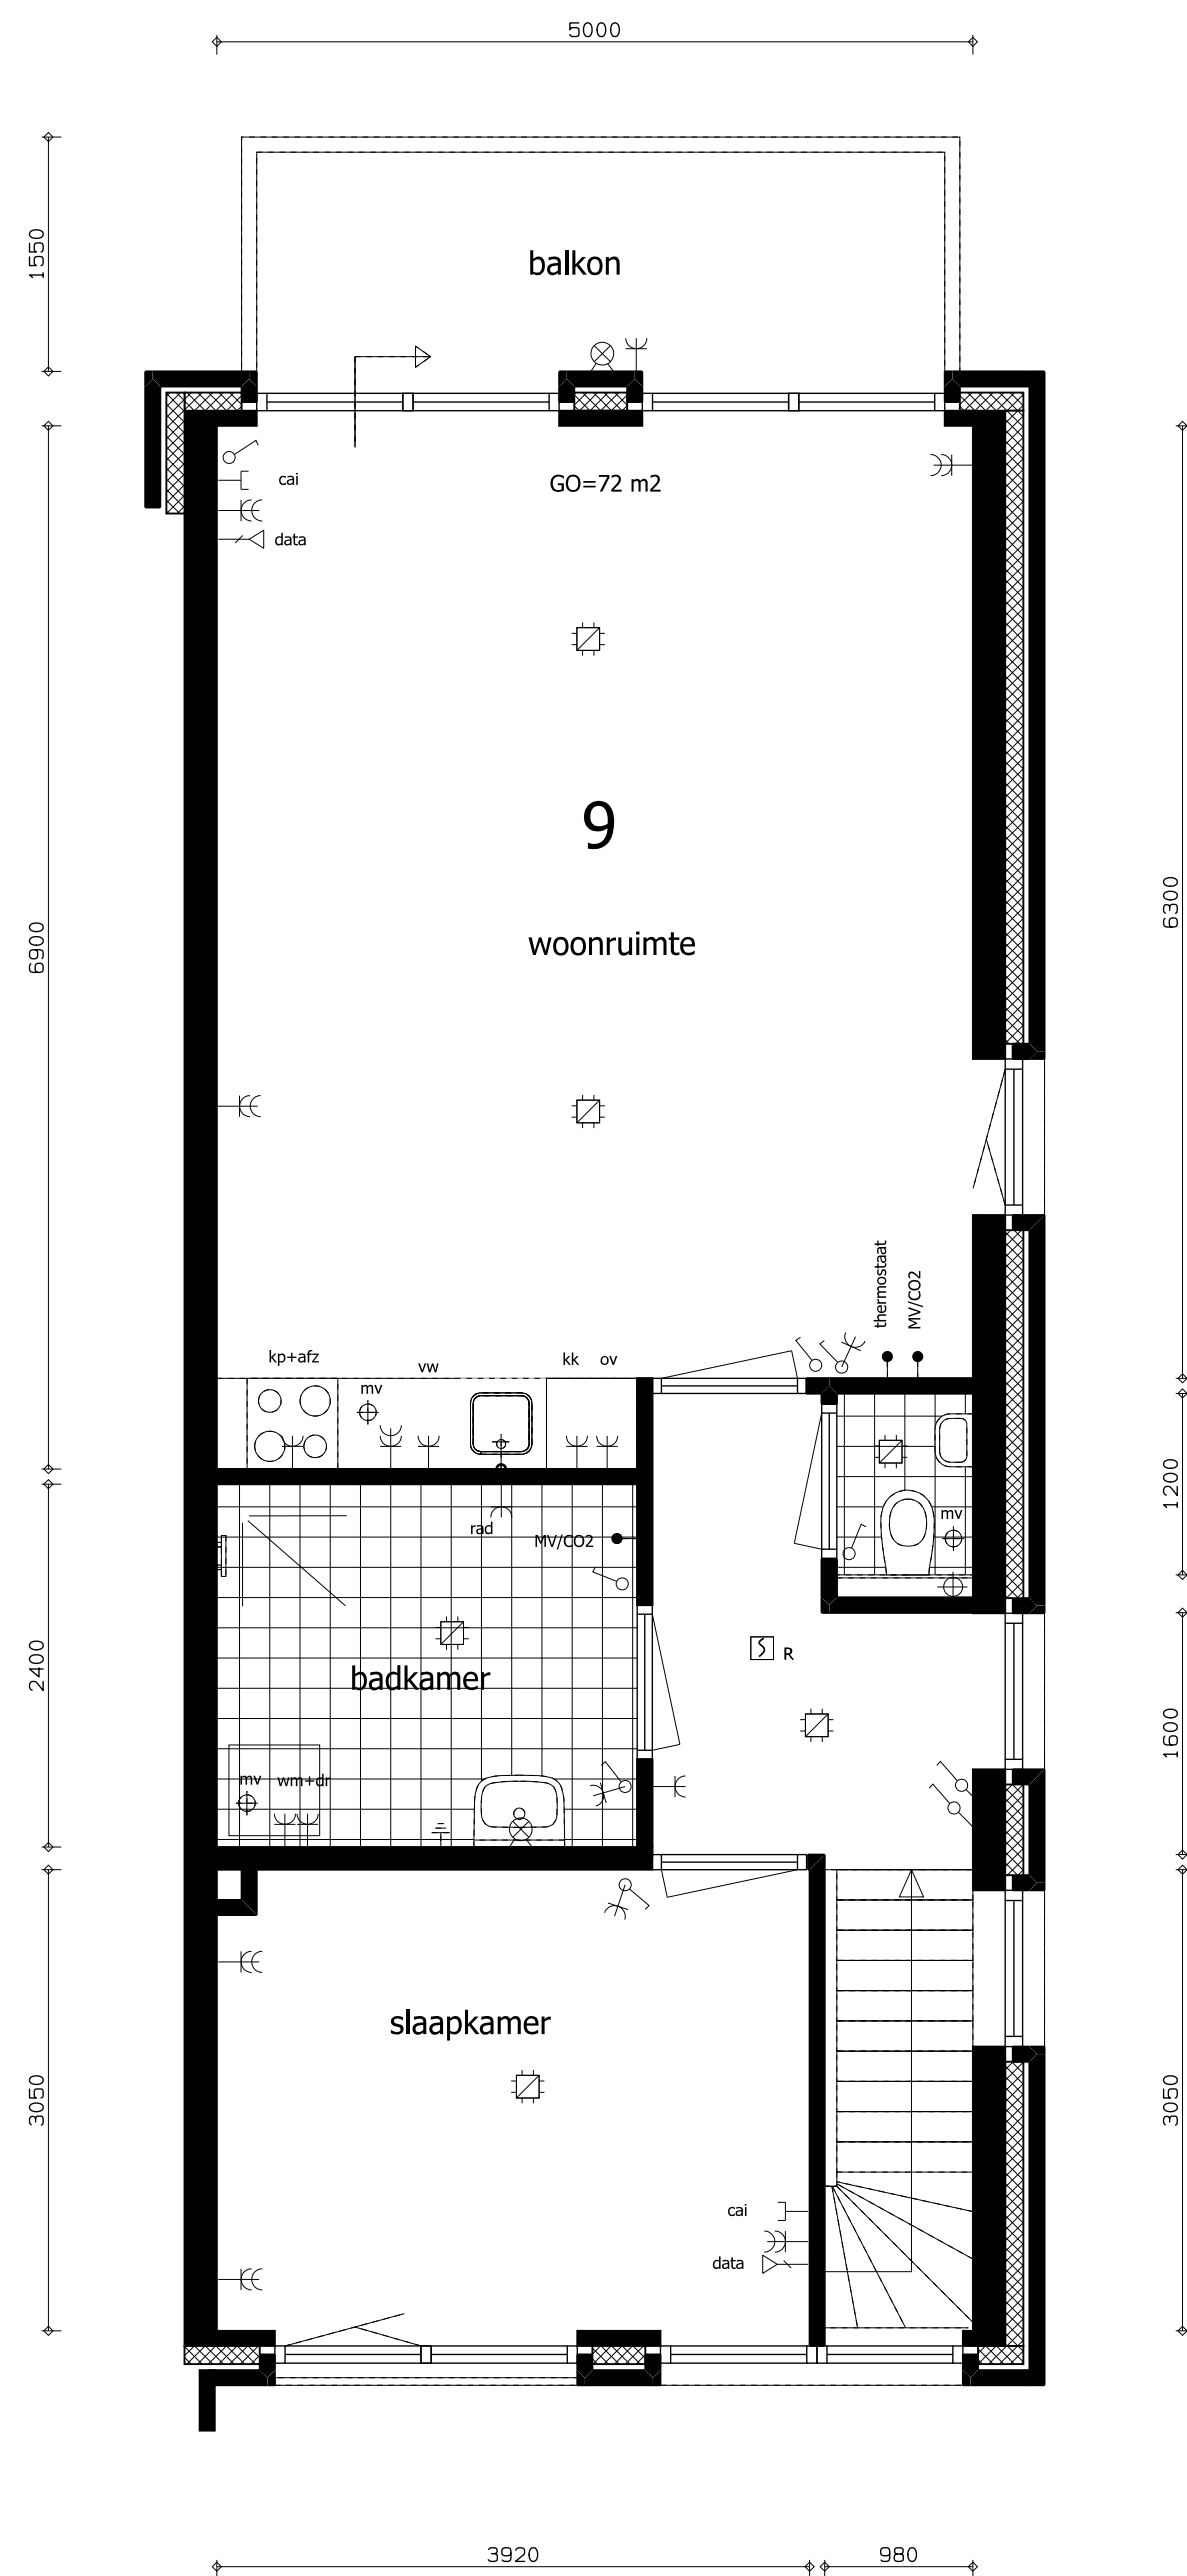 5000
1550
balkon
cai
GO=72 m2
data
9
6900
6300
woonruimte
thermostaat
MV/CO2
kp+afz
vw
kk
ov
mv
1200
rad
MV/CO2
mv
2400
badkamer
R
1600
mv
wm+dr
slaapkamer
3050
3050
cai
data
3920
980